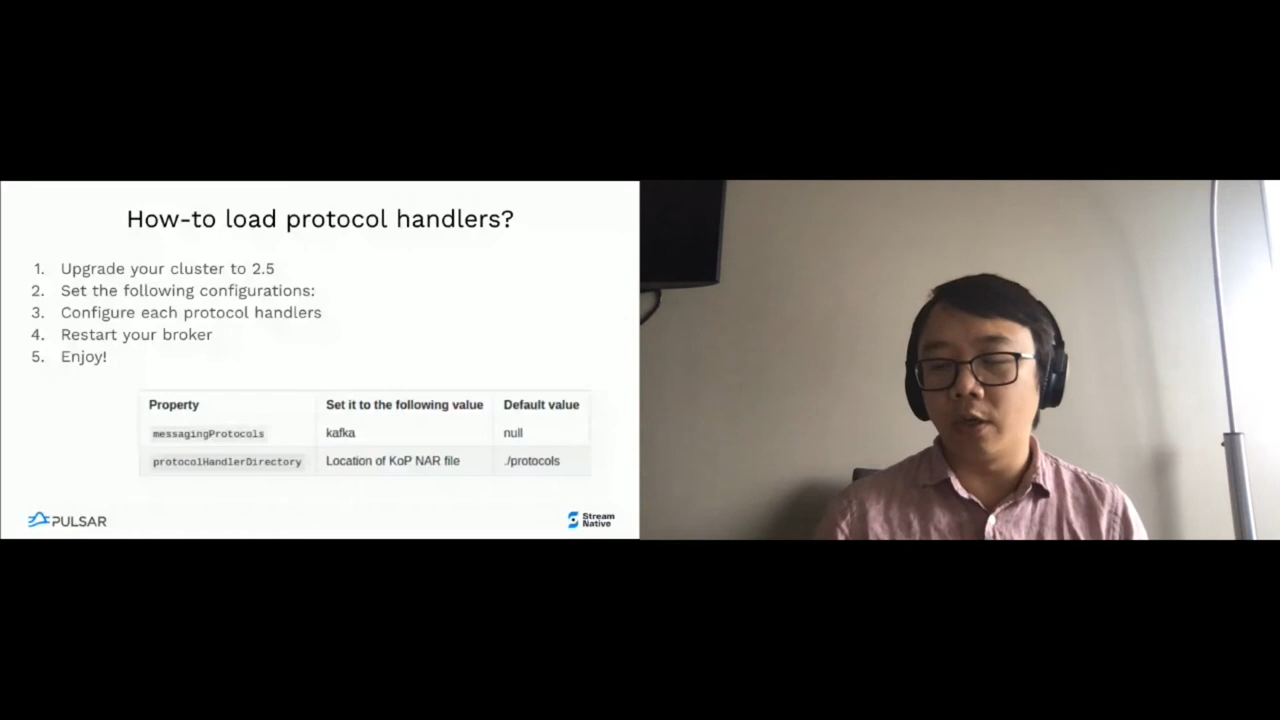 How-to load protocol handlers?
1. Upgrade your cluster to 2.5
2. Set the following configurations:
3. Configure each protocol handlers
4. Restart your broker
5. Enjoy!
Property Set it to the following value Default value
messagingProtocols kafka null
protocolHandlerDirectory Location of KoP NAR file ./protocols
PULSAR
Stream
Native